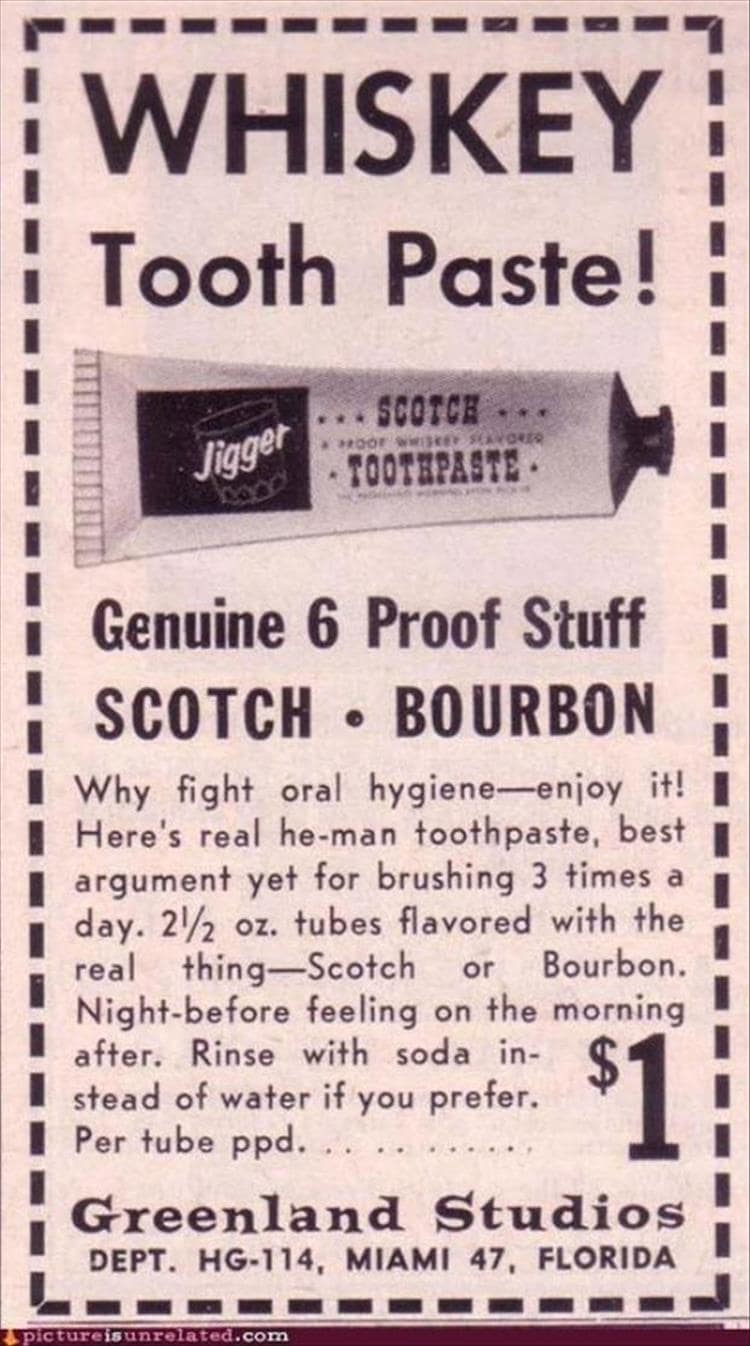 WHISKEY
Tooth Paste!
Jigger
... SCOTCH ...
PROOF WHISKEY FLAVORED
· TOOTHPASTE ·
Genuine 6 Proof Stuff
SCOTCH • BOURBON
Why fight oral hygiene—enjoy it!
Here's real he-man toothpaste, best
argument yet for brushing 3 times a
day. 2½ oz. tubes flavored with the
real thing—Scotch or Bourbon.
Night-before feeling on the morning
after. Rinse with soda in-
stead of water if you prefer.
Per tube ppd. . . . . . . . . . . . $1
Greenland Studios
DEPT. HG-114, MIAMI 47, FLORIDA
pictureisunrelated.com